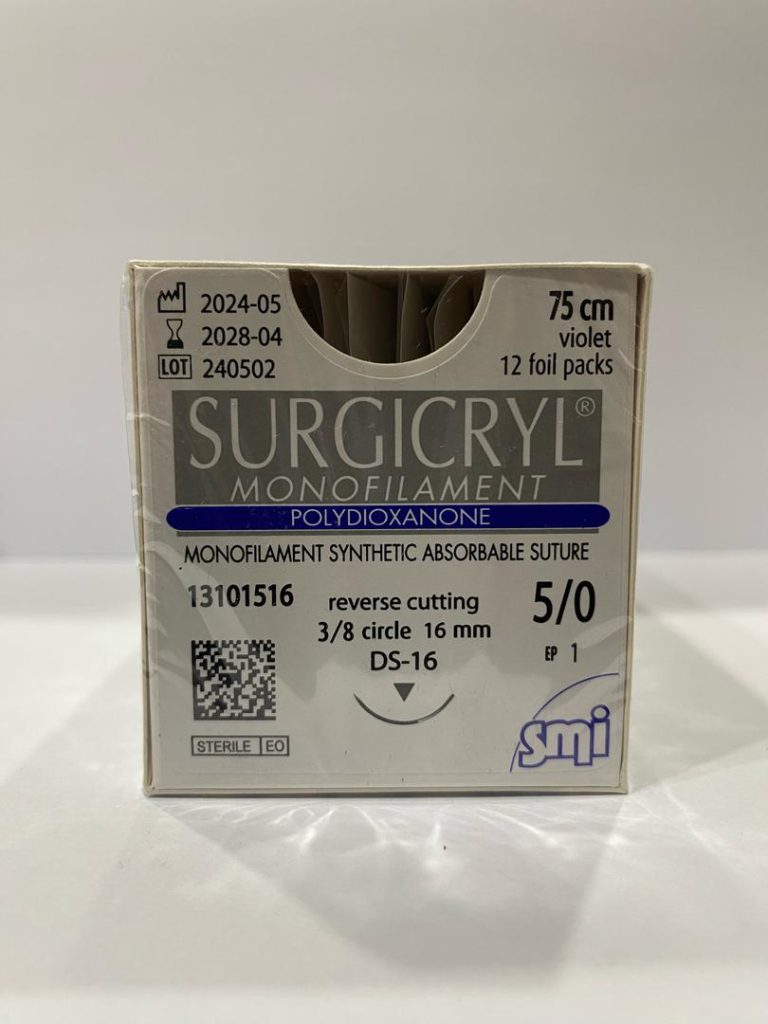 2024-05
2028-04
LOT 240502
75 cm
violet
12 foil packs
SURGICRYL®
MONOFILAMENT
POLYDIOXANONE
MONOFILAMENT SYNTHETIC ABSORBABLE SUTURE
13101516
reverse cutting
3/8 circle 16 mm
DS-16
5/0
EP 1
STERILE EO
smi